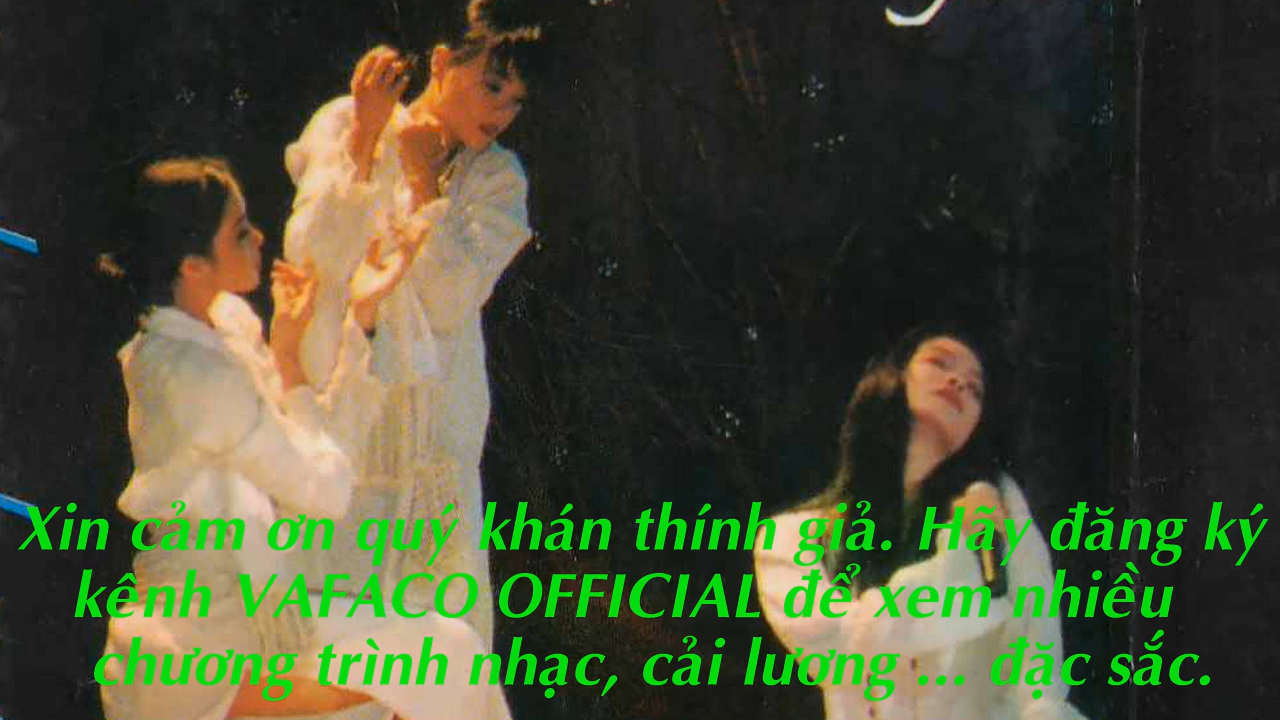 Xin cảm ơn quý khán thính giả. Hãy đăng ký
kênh VAFACO OFFICIAL để xem nhiều
chương trình nhạc, cải lương ... đặc sắc.